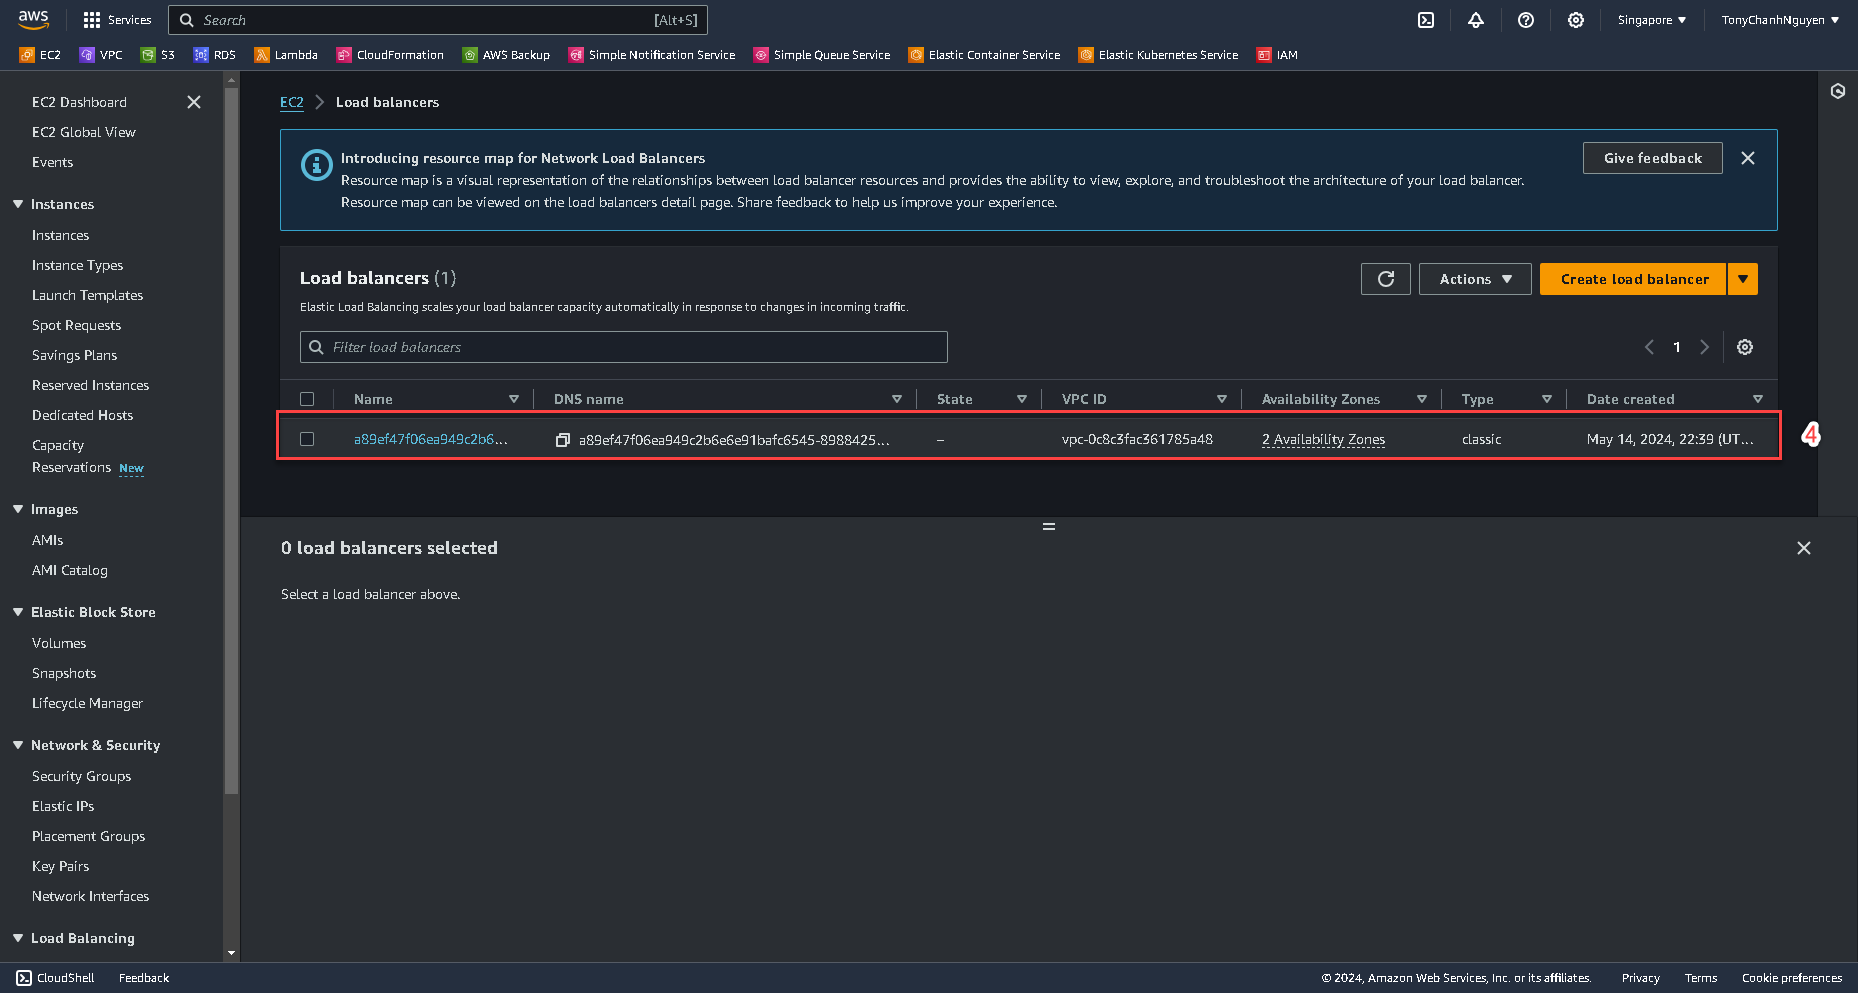 aws Services Search [Alt+S] Singapore TonyChanhNguyen
EC2 VPC S3 RDS Lambda CloudFormation AWS Backup Simple Notification Service Simple Queue Service Elastic Container Service Elastic Kubernetes Service IAM
EC2 Dashboard
EC2 Global View
Events
Instances
Instances
Instance Types
Launch Templates
Spot Requests
Savings Plans
Reserved Instances
Dedicated Hosts
Capacity
Reservations New
Images
AMIs
AMI Catalog
Elastic Block Store
Volumes
Snapshots
Lifecycle Manager
Network & Security
Security Groups
Elastic IPs
Placement Groups
Key Pairs
Network Interfaces
Load Balancing
EC2 Load balancers
Introducing resource map for Network Load Balancers
Resource map is a visual representation of the relationships between load balancer resources and provides the ability to view, explore, and troubleshoot the architecture of your load balancer.
Resource map can be viewed on the load balancers detail page. Share feedback to help us improve your experience.
Give feedback
Load balancers (1)
Actions
Create load balancer
Elastic Load Balancing scales your load balancer capacity automatically in response to changes in incoming traffic.
Filter load balancers
1
Name DNS name State VPC ID Availability Zones Type Date created
a89ef47f06ea949c2b6... a89ef47f06ea949c2b6e6e91bafc6545-8988425... – vpc-0c8c3fac361785a48 2 Availability Zones classic May 14, 2024, 22:39 (UT...
4
0 load balancers selected
Select a load balancer above.
CloudShell Feedback © 2024, Amazon Web Services, Inc. or its affiliates. Privacy Terms Cookie preferences